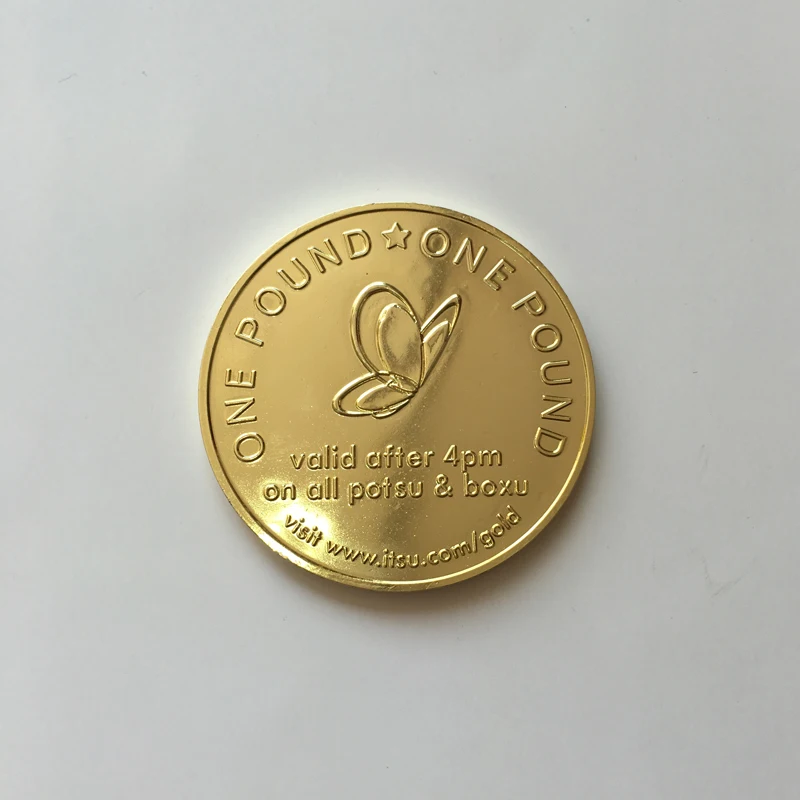 ONE POUND ☆ ONE POUND
valid after 4pm
on all potsu & boxu
visit www.itsu.com/gold